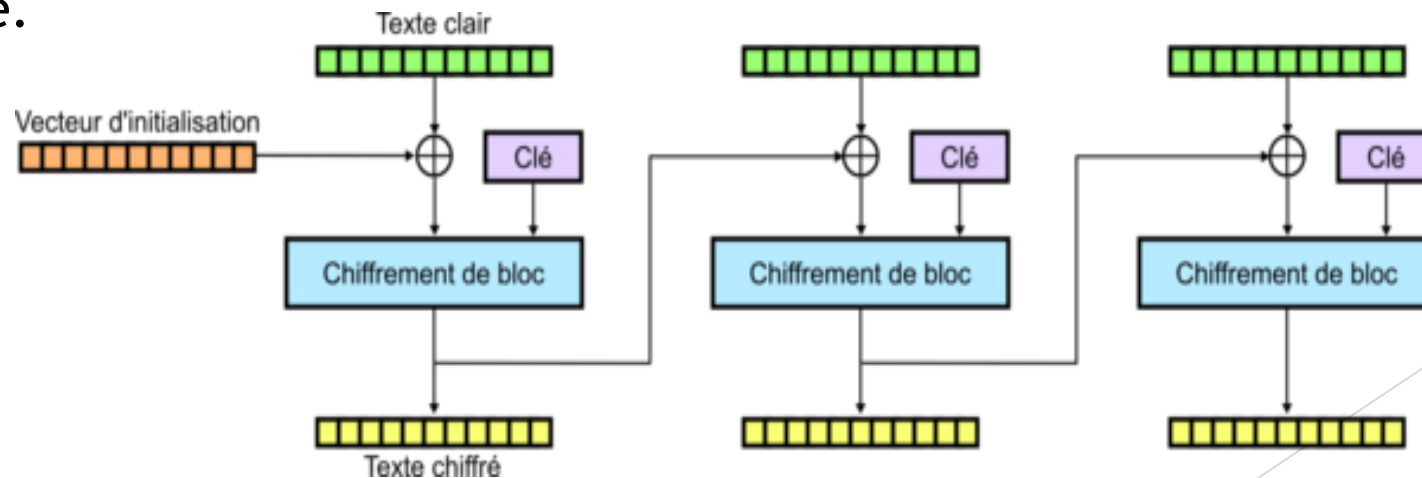 e.
Texte clair
Vecteur d'initialisation
Clé
Clé
Clé
Chiffrement de bloc
Chiffrement de bloc
Chiffrement de bloc
Texte chiffré